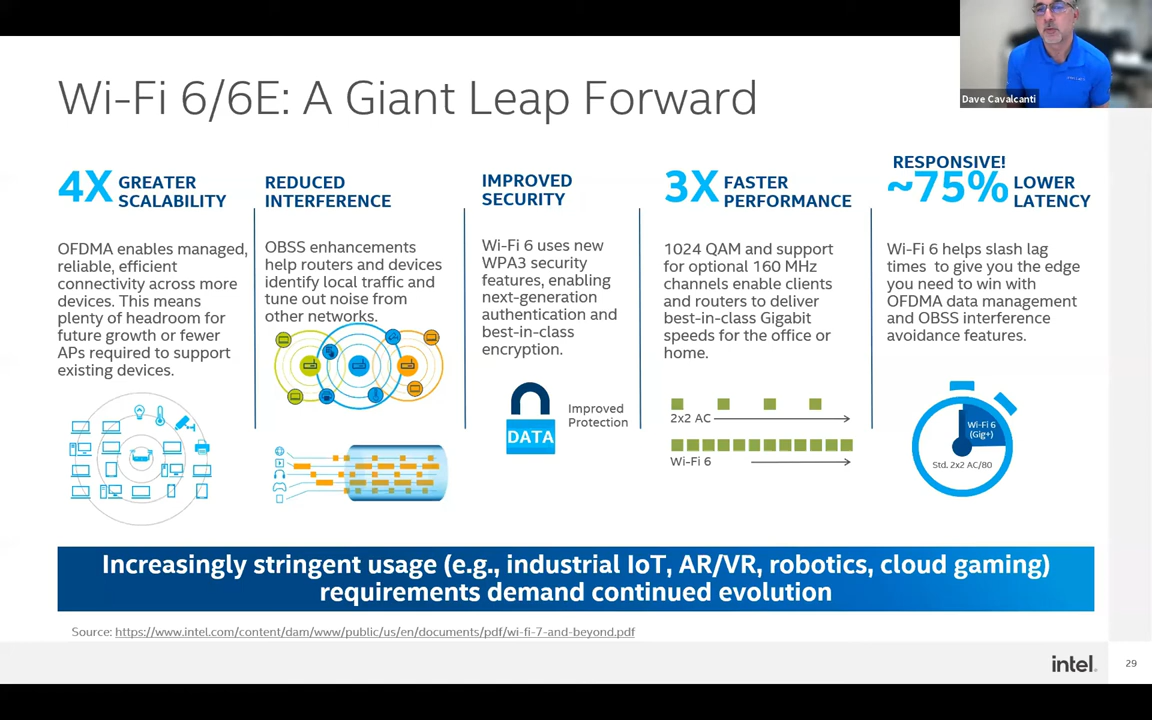 Dave Cavalcanti
Wi-Fi 6/6E: A Giant Leap Forward
4X GREATER
SCALABILITY
OFDMA enables managed,
reliable, efficient
connectivity across more
devices. This means
plenty of headroom for
future growth or fewer
APs required to support
existing devices.
REDUCED
INTERFERENCE
OBSS enhancements
help routers and devices
identify local traffic and
tune out noise from
other networks.
IMPROVED
SECURITY
Wi-Fi 6 uses new
WPA3 security
features, enabling
next-generation
authentication and
best-in-class
encryption.
DATA
Improved
Protection
3X FASTER
PERFORMANCE
1024 QAM and support
for optional 160 MHz
channels enable clients
and routers to deliver
best-in-class Gigabit
speeds for the office or
home.
2x2 AC
Wi-Fi 6
RESPONSIVE!
~75% LOWER
LATENCY
Wi-Fi 6 helps slash lag
times to give you the edge
you need to win with
OFDMA data management
and OBSS interference
avoidance features.
Wi-Fi 6
(Gig+)
Std. 2x2 AC/80
Increasingly stringent usage (e.g., industrial IoT, AR/VR, robotics, cloud gaming)
requirements demand continued evolution
Source: https://www.intel.com/content/dam/www/public/us/en/documents/pdf/wi-fi-7-and-beyond.pdf
intel.
29